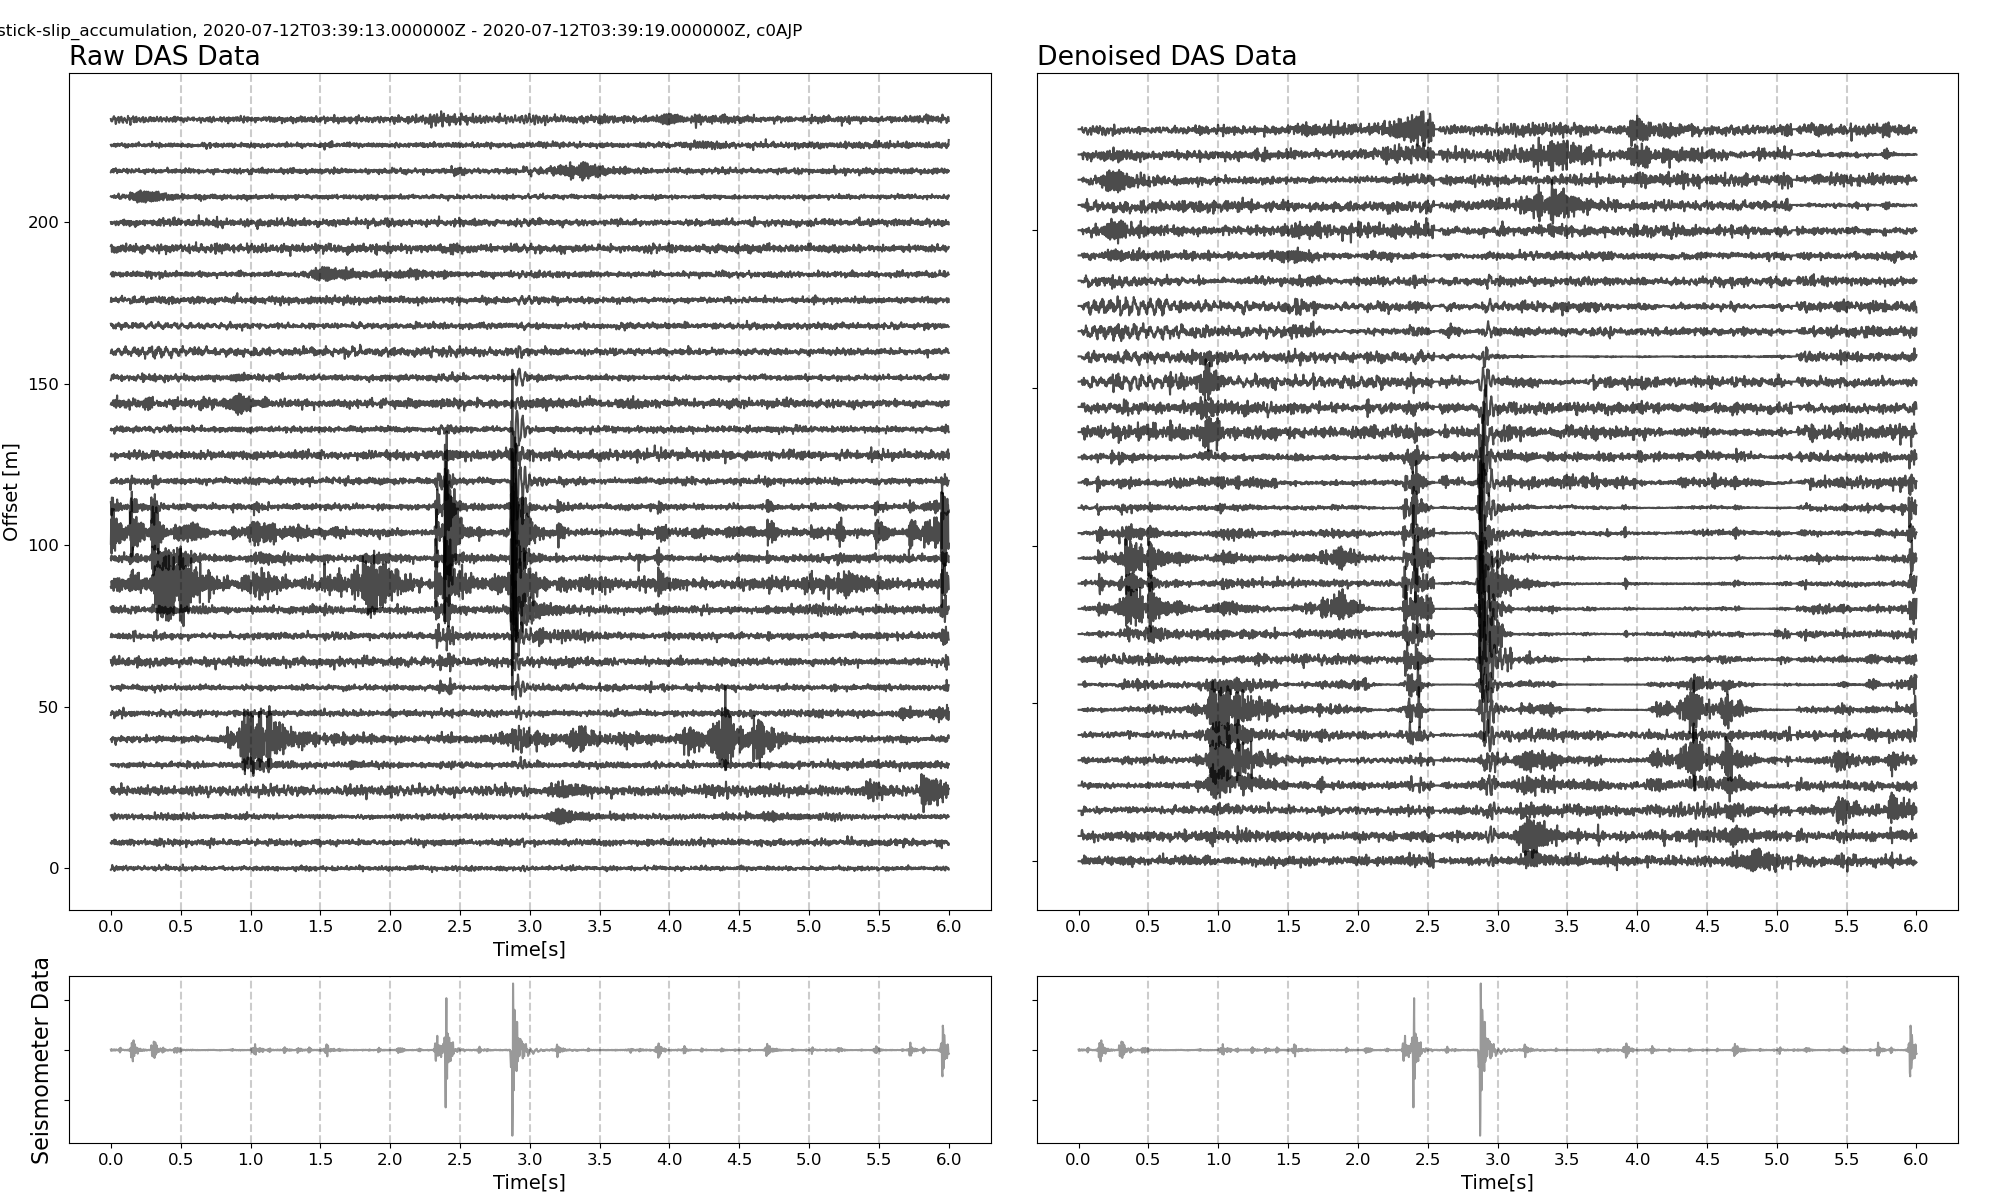 stick-slip_accumulation, 2020-07-12T03:39:13.000000Z - 2020-07-12T03:39:19.000000Z, c0AJP
Raw DAS Data
Denoised DAS Data
Offset [m]
200
150
100
50
0
0.0 0.5 1.0 1.5 2.0 2.5 3.0 3.5 4.0 4.5 5.0 5.5 6.0
Time[s]
0.0 0.5 1.0 1.5 2.0 2.5 3.0 3.5 4.0 4.5 5.0 5.5 6.0
Seismometer Data
0.0 0.5 1.0 1.5 2.0 2.5 3.0 3.5 4.0 4.5 5.0 5.5 6.0
Time[s]
0.0 0.5 1.0 1.5 2.0 2.5 3.0 3.5 4.0 4.5 5.0 5.5 6.0
Time[s]